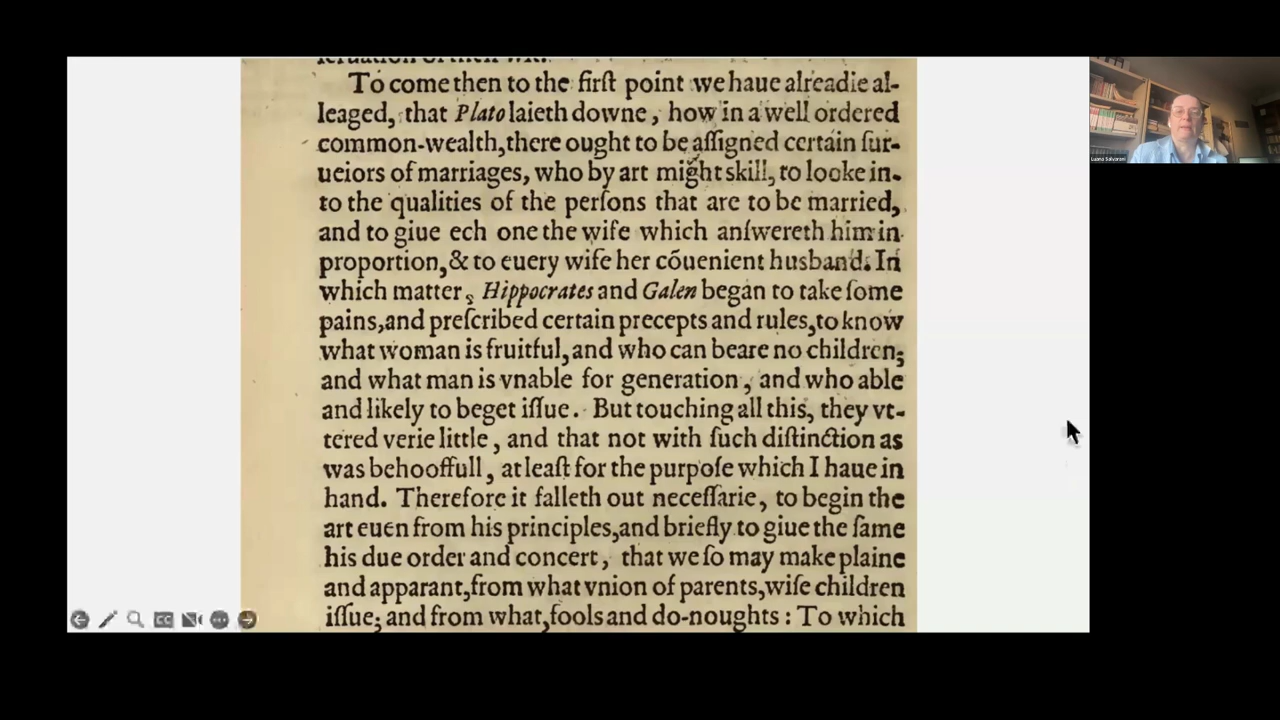 To come then to the firſt point we haue alreadie al-
leaged, that Plato laieth downe, how in a well ordered
common-wealth,there ought to be aſſigned certain ſur-
ueiors of marriages, who by art might skill, to looke in-
to the qualities of the perſons that are to be married,
and to giue ech one the wife which anſwereth him in
proportion,& to euery wife her cõuenient husband. In
which matter, Hippocrates and Galen began to take ſome
pains,and preſcribed certain precepts and rules,to know
what woman is fruitful,and who can beare no children;
and what man is vnable for generation, and who able
and likely to beget iſſue. But touching all this, they vt-
tered verie little, and that not with ſuch diſtinction as
was behooffull, at leaſt for the purpoſe which I haue in
hand. Therefore it falleth out neceſſarie, to begin the
art euen from his principles,and briefly to giue the ſame
his due order and concert, that we ſo may make plaine
and apparant,from what vnion of parents,wiſe children
iſſue; and from what,fools and do-noughts : To which
CC
Luana Salvarani